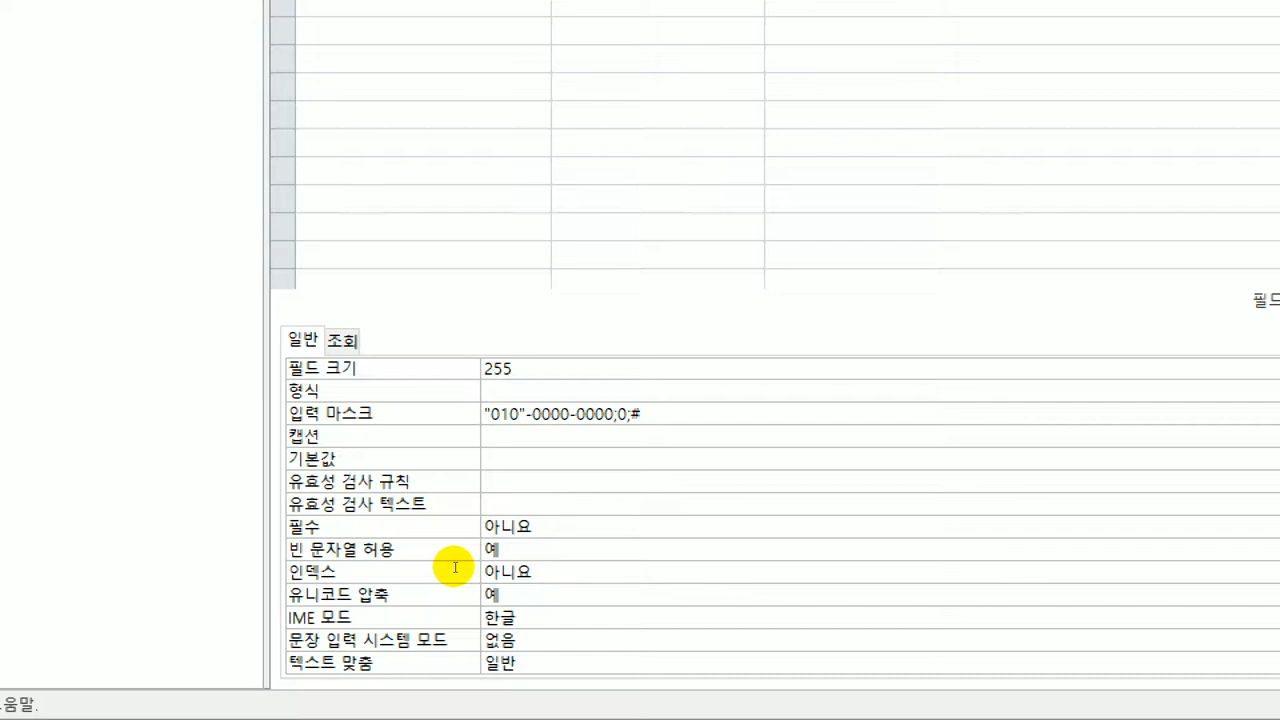 필드
일반 조회
필드 크기 255
형식
입력 마스크 "010"-0000-0000;0;#
캡션
기본값
유효성 검사 규칙
유효성 검사 텍스트
필수 아니요
빈 문자열 허용 예
인덱스 아니요
유니코드 압축 예
IME 모드 한글
문장 입력 시스템 모드 없음
텍스트 맞춤 일반
움말.